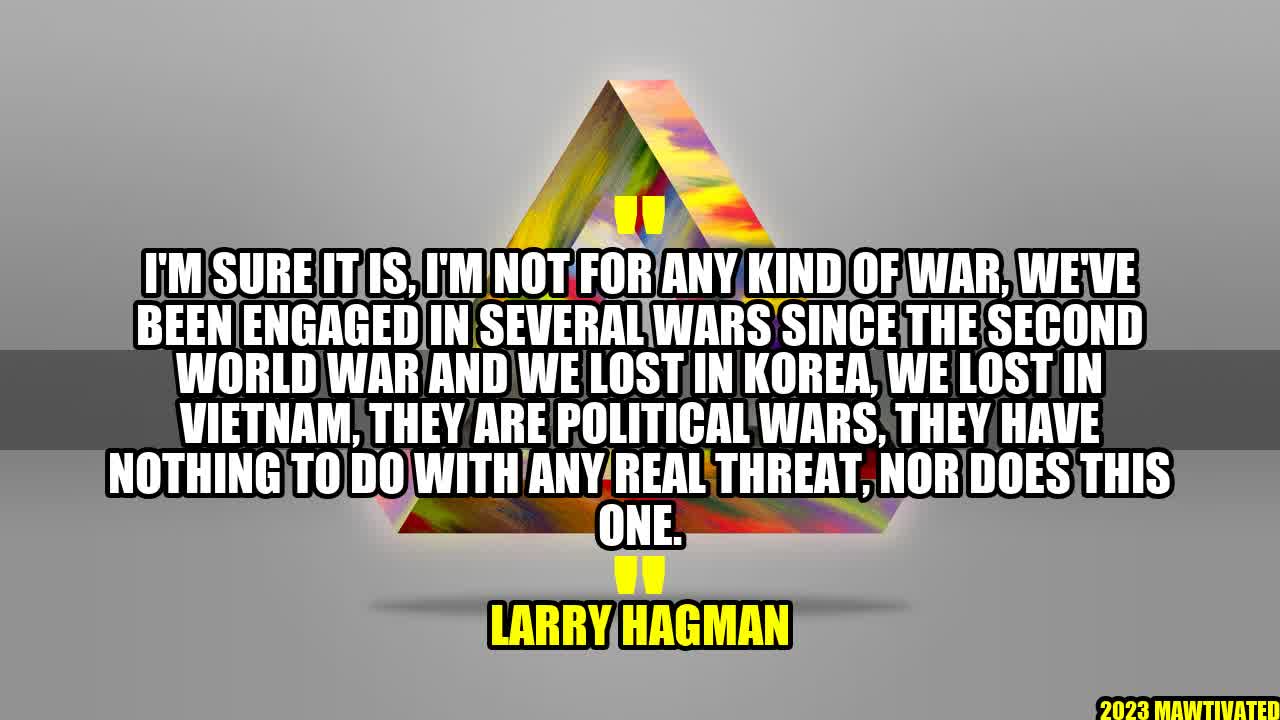 "
I'M SURE IT IS, I'M NOT FOR ANY KIND OF WAR, WE'VE
BEEN ENGAGED IN SEVERAL WARS SINCE THE SECOND
WORLD WAR AND WE LOST IN KOREA, WE LOST IN
VIETNAM, THEY ARE POLITICAL WARS, THEY HAVE
NOTHING TO DO WITH ANY REAL THREAT, NOR DOES THIS
ONE.
"
LARRY HAGMAN
2023 MAWTIVATED